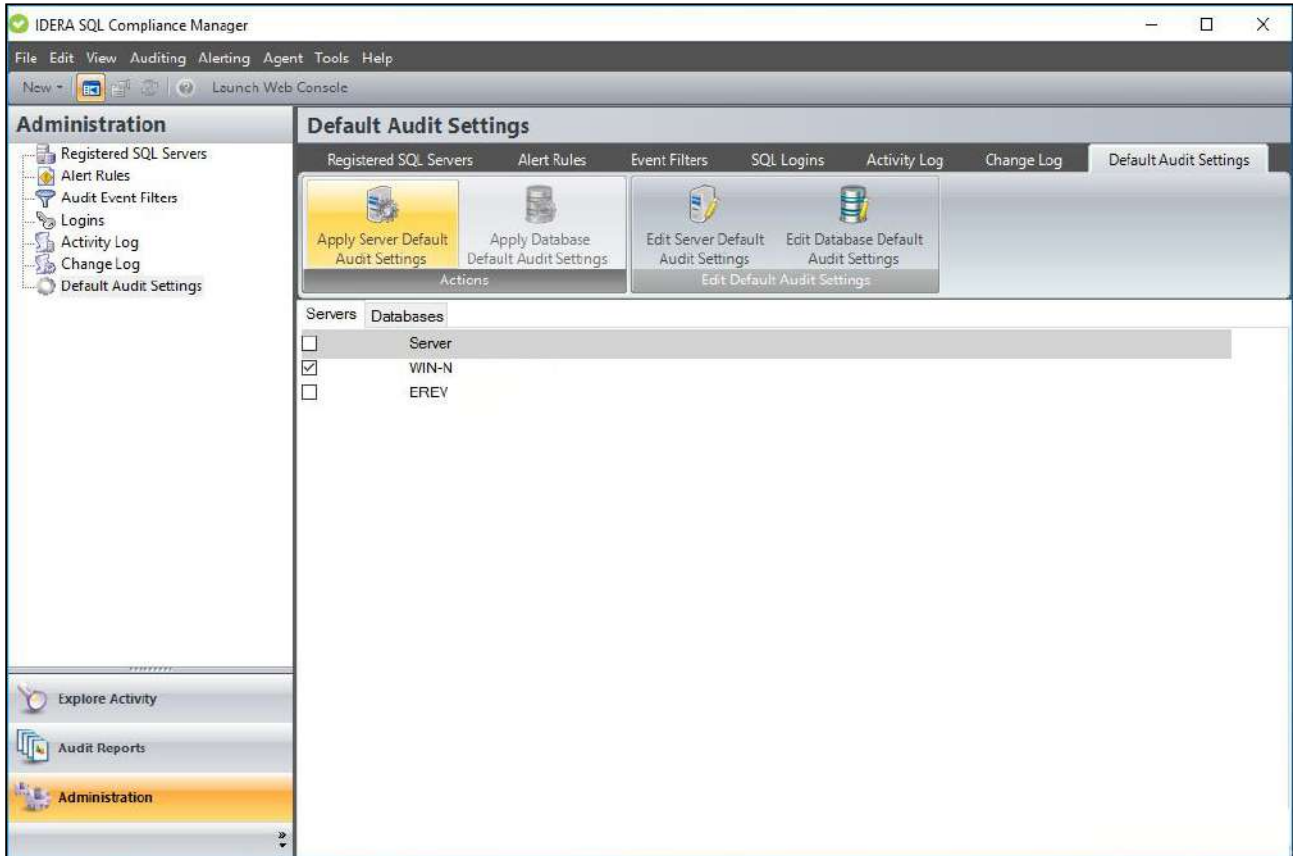 IDERA SQL Compliance Manager
File Edit View Auditing Alerting Agent Tools Help
New Launch Web Console
Administration
Registered SQL Servers
Alert Rules
Audit Event Filters
Logins
Activity Log
Change Log
Default Audit Settings
Explore Activity
Audit Reports
Administration
Default Audit Settings
Registered SQL Servers Alert Rules Event Filters SQL Logins Activity Log Change Log Default Audit Settings
Apply Server Default Audit Settings
Apply Database Default Audit Settings
Actions
Edit Server Default Audit Settings
Edit Database Default Audit Settings
Edit Default Audit Settings
Servers Databases
Server
WIN-N
EREV